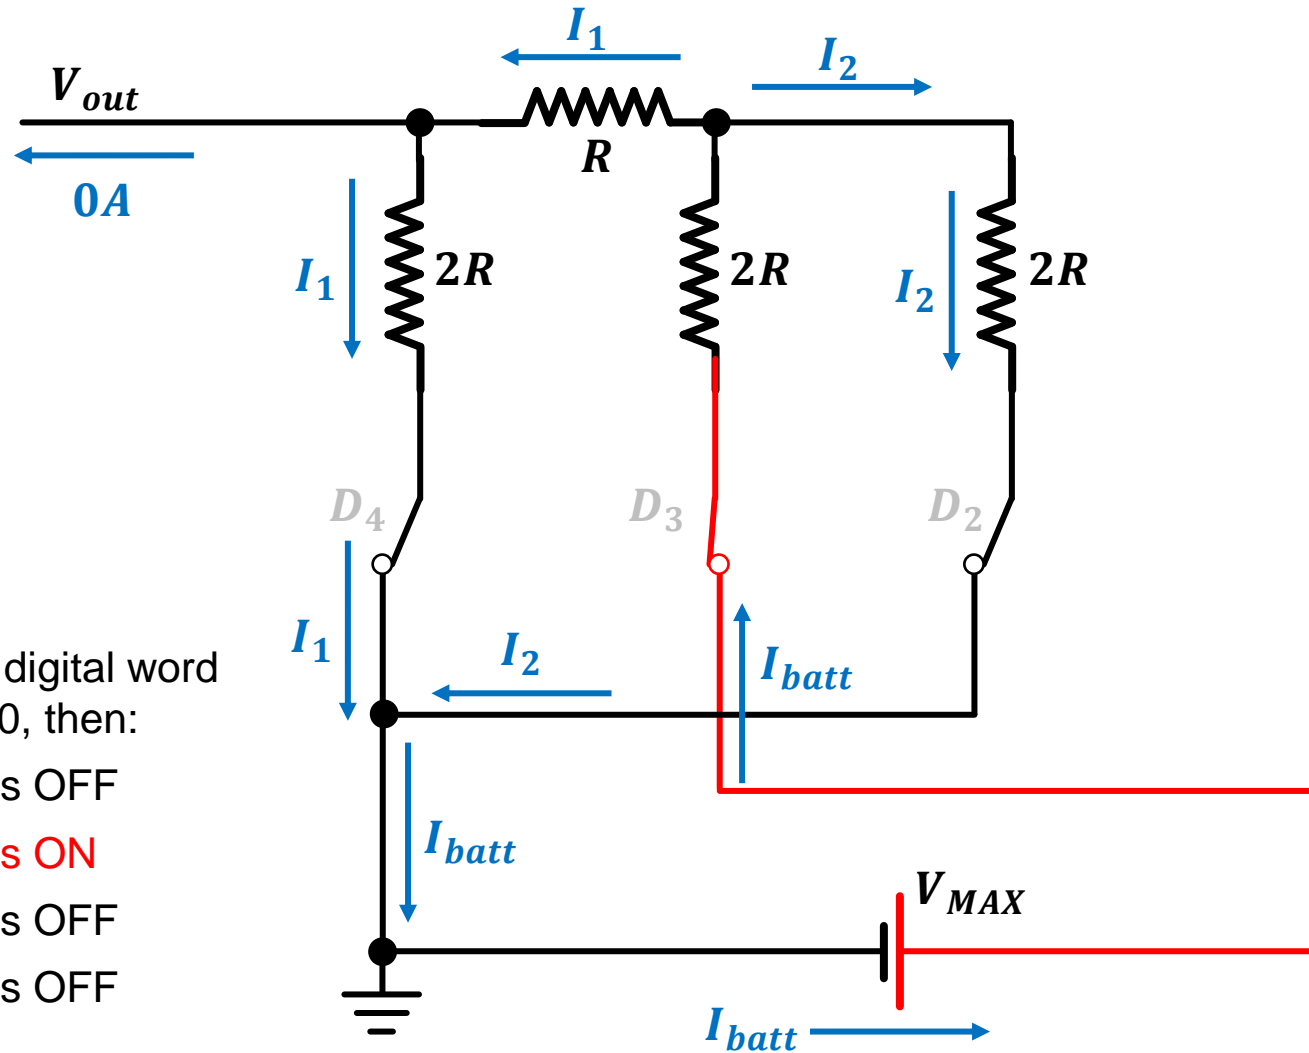 I1
I2
Vout
R
0A
I1
2R
2R
I2
2R
D4
D3
D2
I1
I2
Ibatt
digital word
0, then:
s OFF
Ibatt
s ON
VMAX
s OFF
s OFF
Ibatt